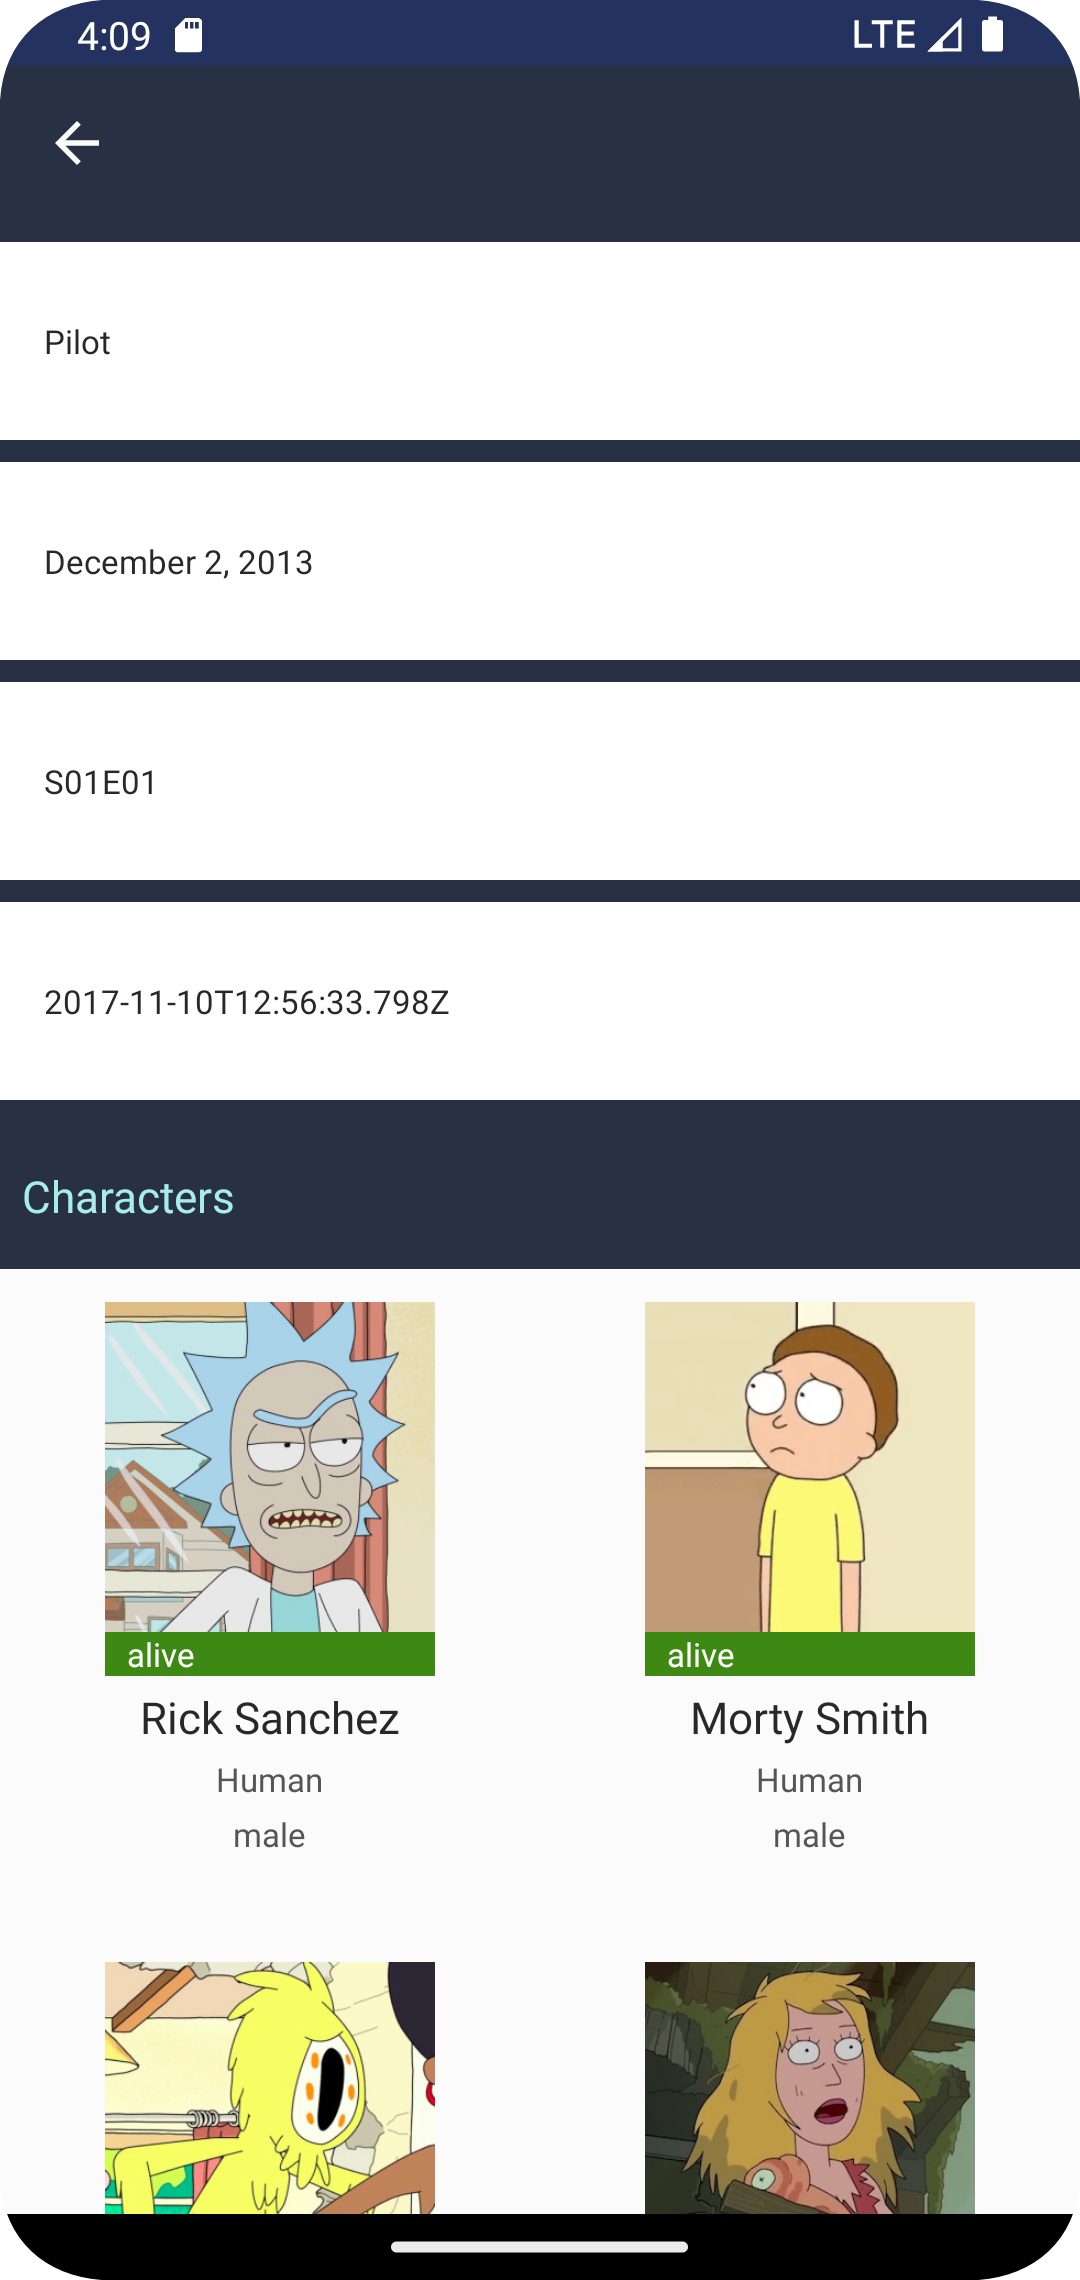 4:09 LTE
Pilot
December 2, 2013
S01E01
2017-11-10T12:56:33.798Z
Characters
alive alive
Rick Sanchez Morty Smith
Human Human
male male